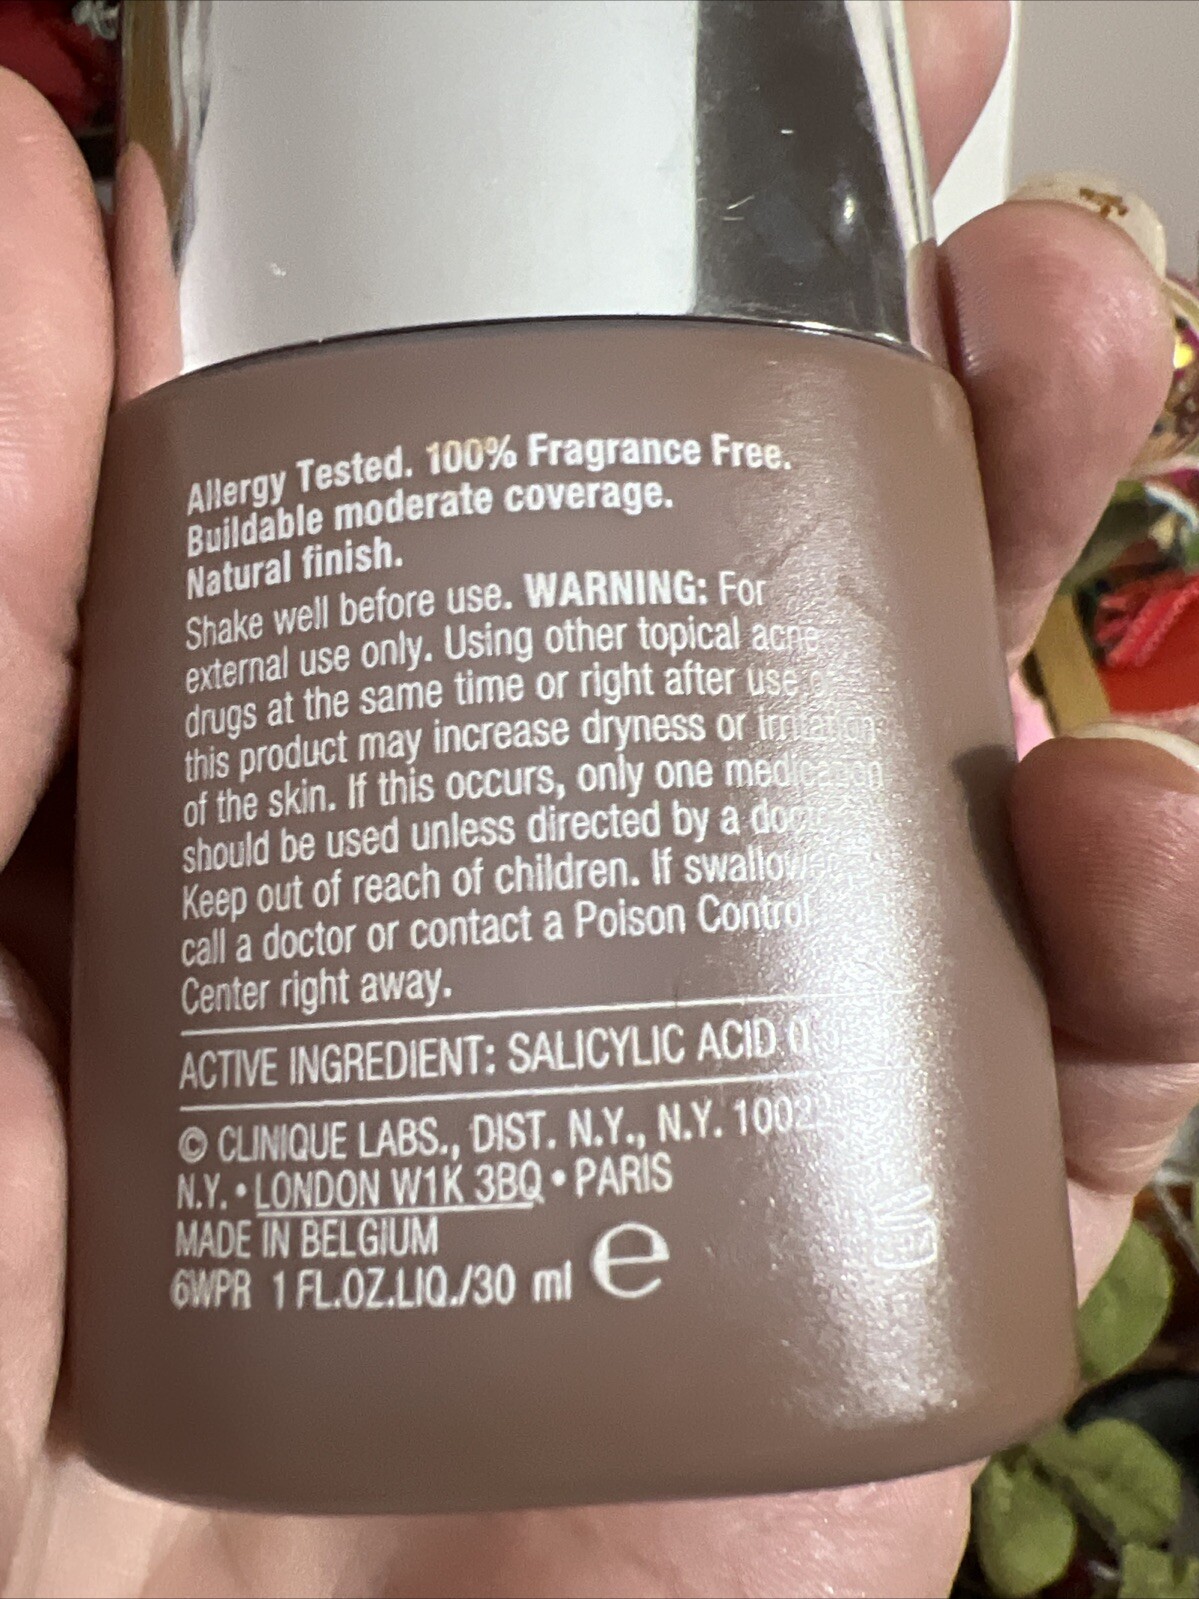 Allergy Tested. 100% Fragrance Free.
Buildable moderate coverage.
Natural finish.
Shake well before use. WARNING: For
external use only. Using other topical acne
drugs at the same time or right after use
this product may increase dryness or irritation
of the skin. If this occurs, only one medication
should be used unless directed by a
Keep out of reach of children. If
call a doctor or contact a Poison Control
Center right away.
ACTIVE INGREDIENT: SALICYLIC ACID
© CLINIQUE LABS., DIST. N.Y., N.Y.
N.Y. • LONDON W1K 3BQ • PARIS
MADE IN BELGIUM
6WPR 1 FL.OZ.LIQ./30 ml e